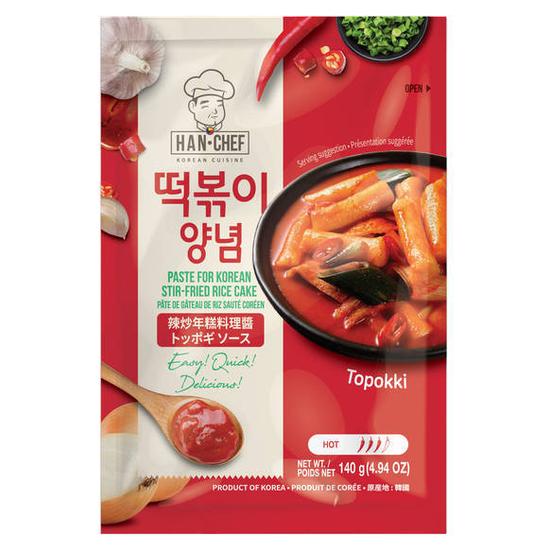 OPEN
HAN·CHEF
KOREAN CUISINE
Serving suggestion • Présentation suggérée
떡볶이
양념
PASTE FOR KOREAN
STIR-FRIED RICE CAKE
PÂTE DE GÂTEAU DE RIZ SAUTÉ CORÉEN
辣炒年糕料理醬
トッポギ ソース
Easy! Quick!
Delicious!
Topokki
HOT
NET WT. /
POIDS NET 140 g (4.94 OZ)
PRODUCT OF KOREA • PRODUIT DE CORÉE • 原産地 : 韓國